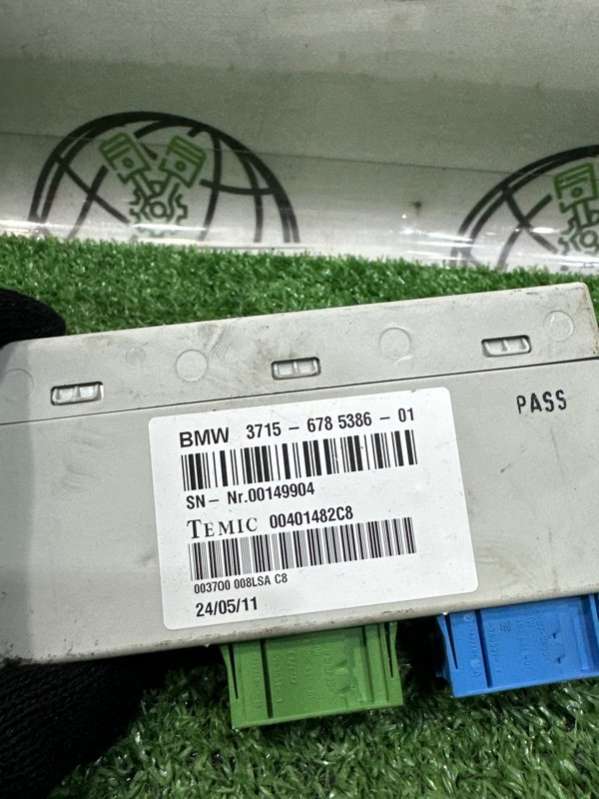 PASS
BMW 3715 - 678 5386 - 01
SN- Nr.00149904
TEMIC 00401482C8
003700 008LSA C8
24/05/11